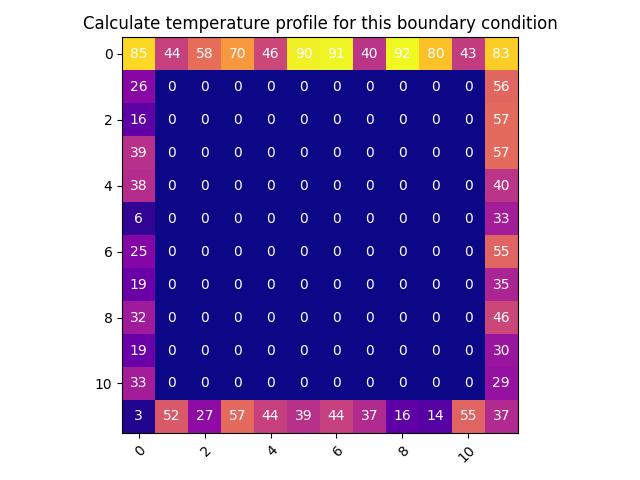 Calculate temperature profile for this boundary condition
0 85 44 58 70 46 90 91 40 92 80 43 83
26 0 0 0 0 0 0 0 0 0 0 56
2 16 0 0 0 0 0 0 0 0 0 0 57
39 0 0 0 0 0 0 0 0 0 0 57
4 38 0 0 0 0 0 0 0 0 0 0 40
6 0 0 0 0 0 0 0 0 0 0 33
6 25 0 0 0 0 0 0 0 0 0 0 55
19 0 0 0 0 0 0 0 0 0 0 35
8 32 0 0 0 0 0 0 0 0 0 0 46
19 0 0 0 0 0 0 0 0 0 0 30
10 33 0 0 0 0 0 0 0 0 0 0 29
3 52 27 57 44 39 44 37 16 14 55 37
0 2 4 6 8 10